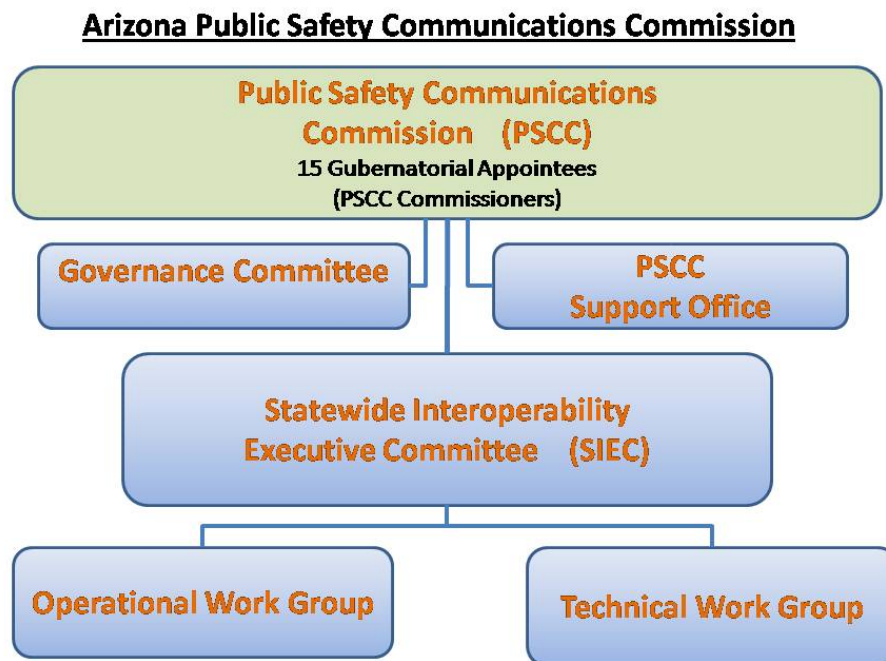 Arizona Public Safety Communications Commission
Public Safety Communications
Commission (PSCC)
15 Gubernatorial Appointees
(PSCC Commissioners)
Governance Committee
PSCC
Support Office
Statewide Interoperability
Executive Committee (SIEC)
Operational Work Group
Technical Work Group